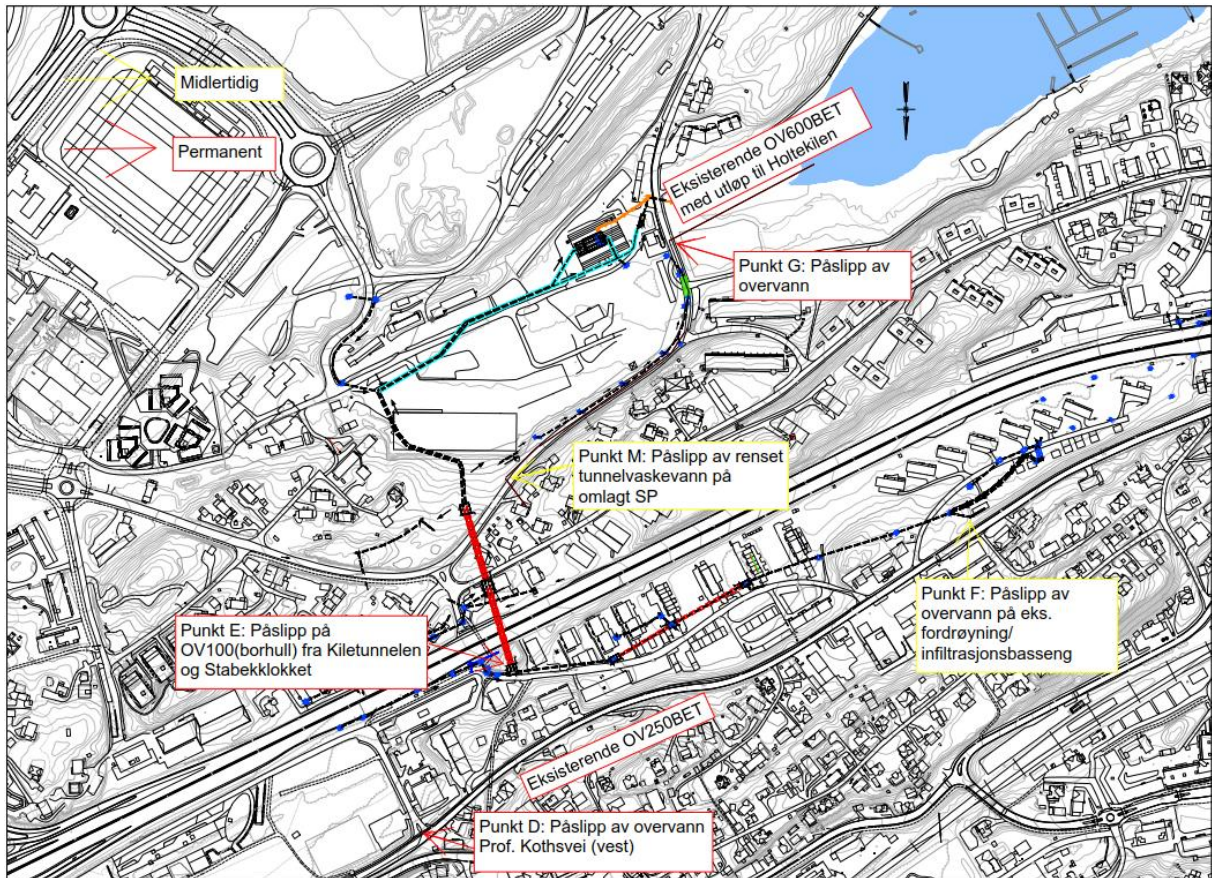 Midlertidig
Permanent
Eksisterende OV600BET
med utløp til Holtekilen
Punkt G: Påslipp av
overvann
Punkt M: Påslipp av renset
tunnelvaskevann på
omlagt SP
Punkt E: Påslipp på
OV100(borhull) fra Kiletunnelen
og Stabekklokket
Punkt F: Påslipp av
overvann på eks.
fordrøyning/
infiltrasjonsbasseng
Eksisterende OV250BET
Punkt D: Påslipp av overvann
Prof. Kothsvei (vest)